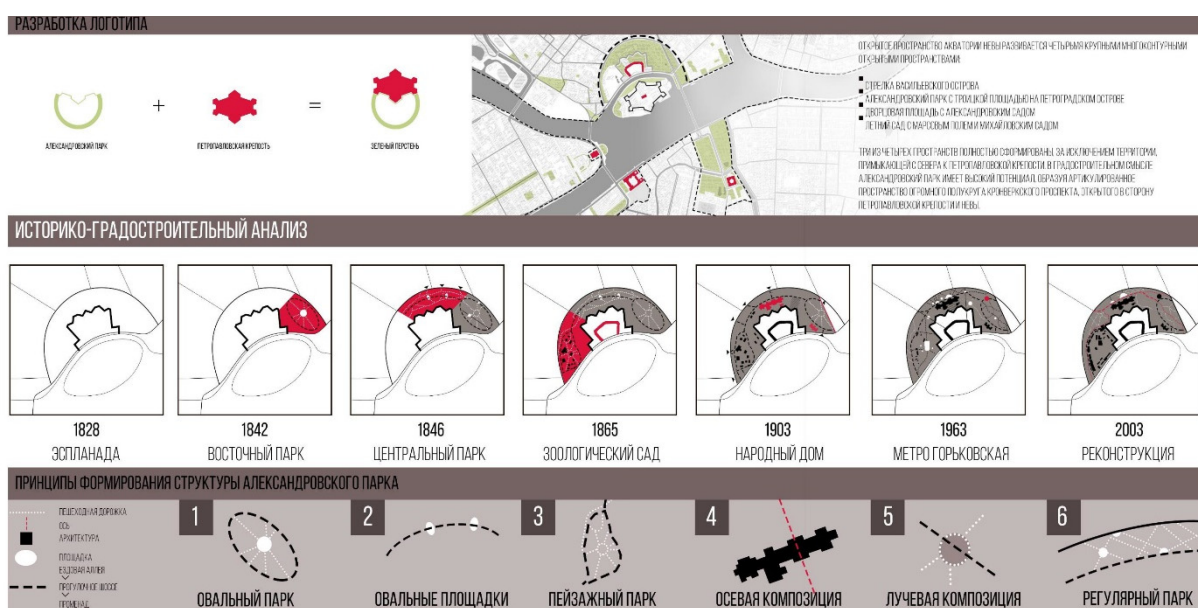 РАЗРАБОТКА ЛОГОТИПА
АЛЕКСАНДРОВСКИЙ ПАРК
+
ПЕТРОПАВЛОВСКАЯ КРЕПОСТЬ
=
ЗЕЛЕНЫЙ ПЕРСТЕНЬ
ОТКРЫТОЕ ПРОСТРАНСТВО АКВАТОРИИ НЕВЫ РАЗВИВАЕТСЯ ЧЕТЫРЬМЯ КРУПНЫМИ МНОГОКОНТУРНЫМИ
ОТКРЫТЫМИ ПРОСТРАНСТВАМИ:
СТРЕЛКА ВАСИЛЬЕВСКОГО ОСТРОВА
АЛЕКСАНДРОВСКИЙ ПАРК С ТРОИЦКОЙ ПЛОЩАДЬЮ НА ПЕТРОГРАДСКОМ ОСТРОВЕ
ДВОРЦОВАЯ ПЛОЩАДЬ С АЛЕКСАНДРОВСКИМ САДОМ
ЛЕТНИЙ САД С МАРСОВЫМ ПОЛЕМ И МИХАЙЛОВСКИМ САДОМ
ТРИ ИЗ ЧЕТЫРЕХ ПРОСТРАНСТВ ПОЛНОСТЬЮ СФОРМИРОВАНЫ, ЗА ИСКЛЮЧЕНИЕМ ТЕРРИТОРИИ,
ПРИМЫКАЮЩЕЙ С СЕВЕРА К ПЕТРОПАВЛОВСКОЙ КРЕПОСТИ. В ГРАДОСТРОИТЕЛЬНОМ СМЫСЛЕ
АЛЕКСАНДРОВСКИЙ ПАРК ИМЕЕТ ВЫСОКИЙ ПОТЕНЦИАЛ, ОБРАЗУЯ АРТИКУЛИРОВАННОЕ
ПРОСТРАНСТВО ОГРОМНОГО ПОЛУКРУГА КРОНВЕРКСКОГО ПРОСПЕКТА, ОТКРЫТОГО В СТОРОНУ
ПЕТРОПАВЛОВСКОЙ КРЕПОСТИ И НЕВЫ.
ИСТОРИКО-ГРАДОСТРОИТЕЛЬНЫЙ АНАЛИЗ
1828
ЭСПЛАНАДА
1842
ВОСТОЧНЫЙ ПАРК
1846
ЦЕНТРАЛЬНЫЙ ПАРК
1865
ЗООЛОГИЧЕСКИЙ САД
1903
НАРОДНЫЙ ДОМ
1963
МЕТРО ГОРЬКОВСКАЯ
2003
РЕКОНСТРУКЦИЯ
ПРИНЦИПЫ ФОРМИРОВАНИЯ СТРУКТУРЫ АЛЕКСАНДРОВСКОГО ПАРКА
ПЕШЕХОДНАЯ ДОРОЖКА
ОСЬ
АРХИТЕКТУРА
ПЛОЩАДКА
ЕЗДОВАЯ АЛЛЕЯ
ПРОГУЛОЧНОЕ ШОССЕ
ПРОМЕНАД
1
ОВАЛЬНЫЙ ПАРК
2
ОВАЛЬНЫЕ ПЛОЩАДКИ
3
ПЕЙЗАЖНЫЙ ПАРК
4
ОСЕВАЯ КОМПОЗИЦИЯ
5
ЛУЧЕВАЯ КОМПОЗИЦИЯ
6
РЕГУЛЯРНЫЙ ПАРК